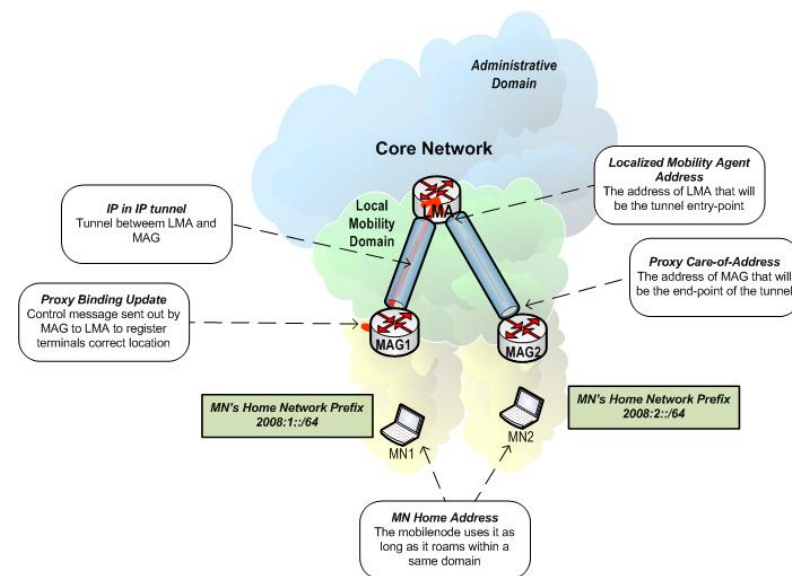 Administrative
Domain
Core Network
Localized Mobility Agent
Address
The address of LMA that will
be the tunnel entry-point
IP in IP tunnel
Tunnel betweem LMA and
MAG
LMA
Local
Mobility
Domain
Proxy Care-of-Address
The address of MAG that will
be the end-point of the tunnel
Proxy Binding Update
Control message sent out by
MAG to LMA to register
terminals correct location
MAG1
MAG2
MN's Home Network Prefix
2008:1::/64
MN's Home Network Prefix
2008:2::/64
MN1
MN2
MN Home Address
The mobilenode uses it as
long as it roams within a
same domain